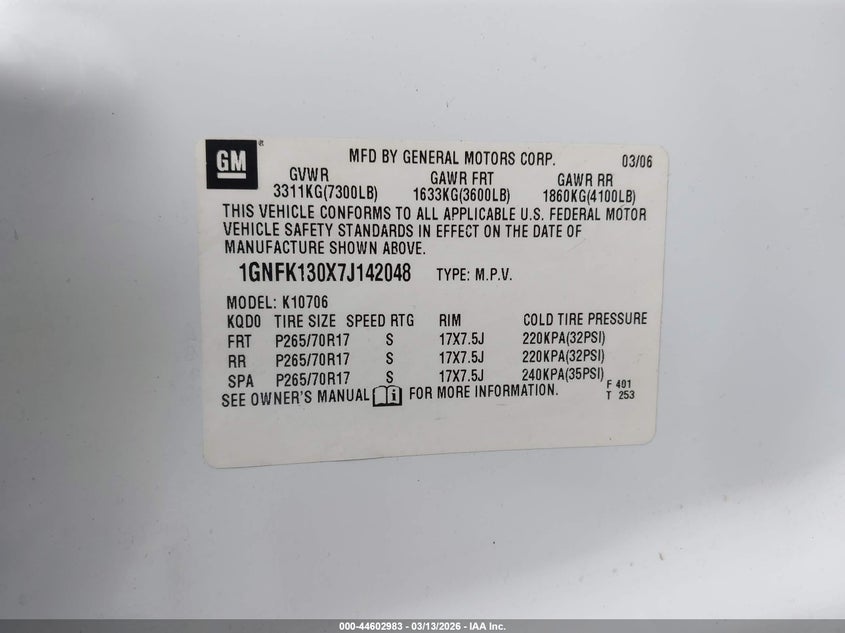 GM
MFD BY GENERAL MOTORS CORP. 03/06
GVWR GAWR FRT GAWR RR
3311KG(7300LB) 1633KG(3600LB) 1860KG(4100LB)
THIS VEHICLE CONFORMS TO ALL APPLICABLE U.S. FEDERAL MOTOR
VEHICLE SAFETY STANDARDS IN EFFECT ON THE DATE OF
MANUFACTURE SHOWN ABOVE.
1GNFK130X7J142048 TYPE: M.P.V.
MODEL: K10706
KQD0 TIRE SIZE SPEED RTG RIM COLD TIRE PRESSURE
FRT P265/70R17 S 17X7.5J 220KPA(32PSI)
RR P265/70R17 S 17X7.5J 220KPA(32PSI)
SPA P265/70R17 S 17X7.5J 240KPA(35PSI)
SEE OWNER'S MANUAL i FOR MORE INFORMATION.
F 401
T 253
000-44602983 - 03/13/2026 - IAA Inc.